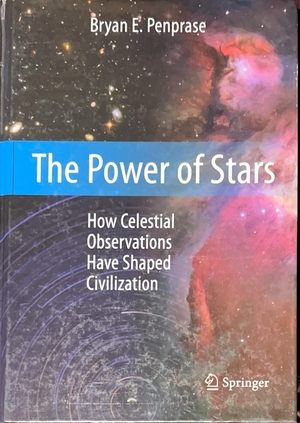 Bryan E. Penprase
The Power of Stars
How Celestial
Observations
Have Shaped
Civilization
Springer